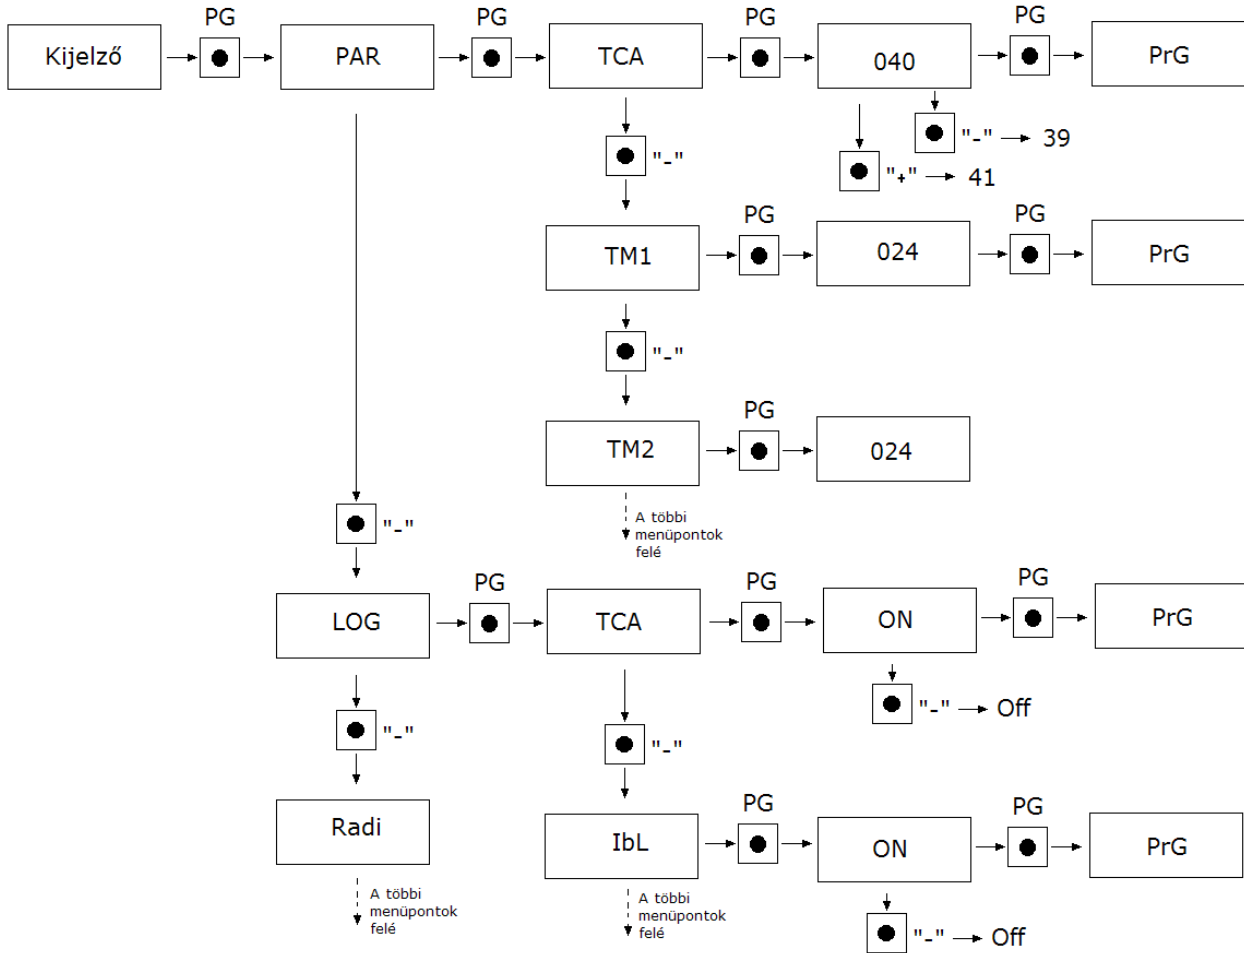 PG PG PG PG
Kijelző PAR TCA 040 PrG
"-" "-" → 39
"+" → 41
PG PG
TM1 024 PrG
"-"
PG
TM2 024
"-"
A többi
menüpontok
felé
PG PG PG
LOG TCA ON PrG
"-" → Off
"-" "-"
PG PG
Radi IbL ON PrG
A többi
menüpontok
felé
A többi
menüpontok
felé
"-" → Off